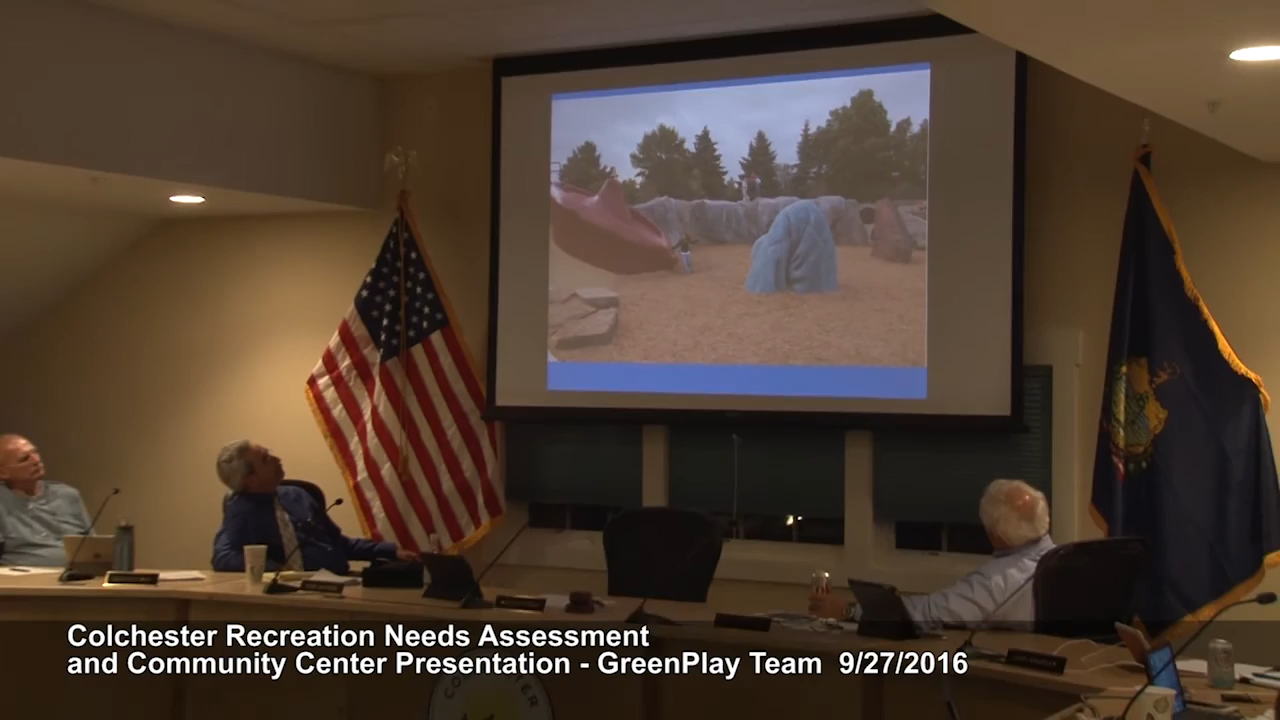 Colchester Recreation Needs Assessment
and Community Center Presentation - GreenPlay Team 9/27/2016